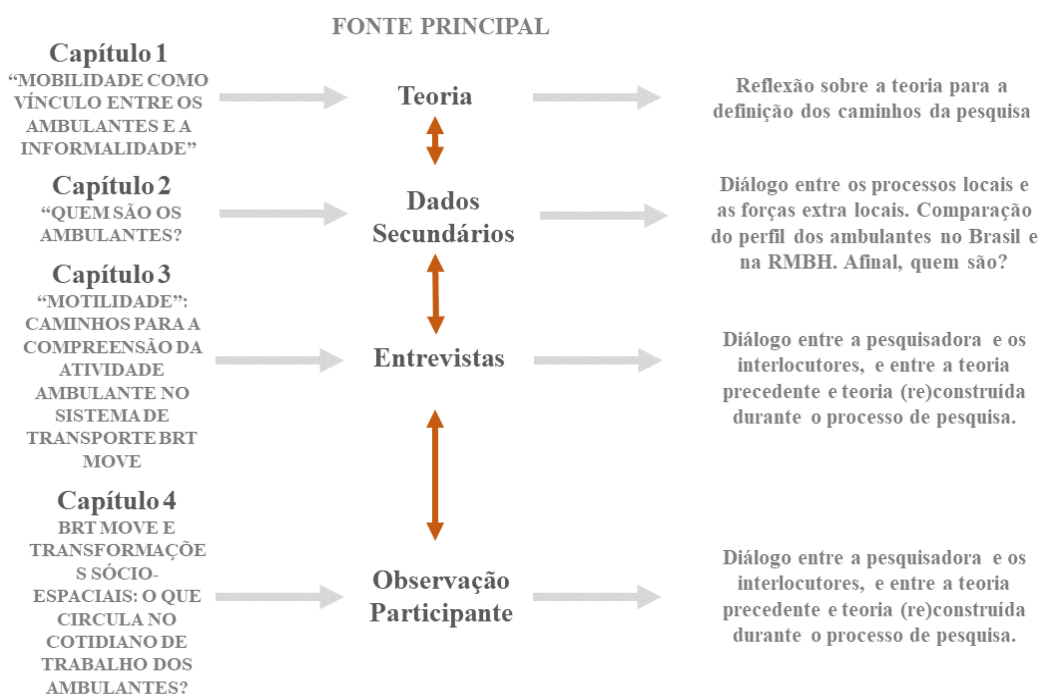 FONTE PRINCIPAL
Capítulo 1
“MOBILIDADE COMO
VÍNCULO ENTRE OS
AMBULANTES E A
INFORMALIDADE”
Teoria
Reflexão sobre a teoria para a
definição dos caminhos da pesquisa
Capítulo 2
“QUEM SÃO OS
AMBULANTES?
Dados
Secundários
Diálogo entre os processos locais e
as forças extra locais. Comparação
do perfil dos ambulantes no Brasil e
na RMBH. Afinal, quem são?
Capítulo 3
“MOTILIDADE”:
CAMINHOS PARA A
COMPREENSÃO DA
ATIVIDADE
AMBULANTE NO
SISTEMA DE
TRANSPORTE BRT
MOVE
Entrevistas
Diálogo entre a pesquisadora e os
interlocutores, e entre a teoria
precedente e teoria (re)construída
durante o processo de pesquisa.
Capítulo 4
BRT MOVE E
TRANSFORMAÇÕE
S SÓCIO-
ESPACIAIS: O QUE
CIRCULA NO
COTIDIANO DE
TRABALHO DOS
AMBULANTES?
Observação
Participante
Diálogo entre a pesquisadora e os
interlocutores, e entre a teoria
precedente e teoria (re)construída
durante o processo de pesquisa.